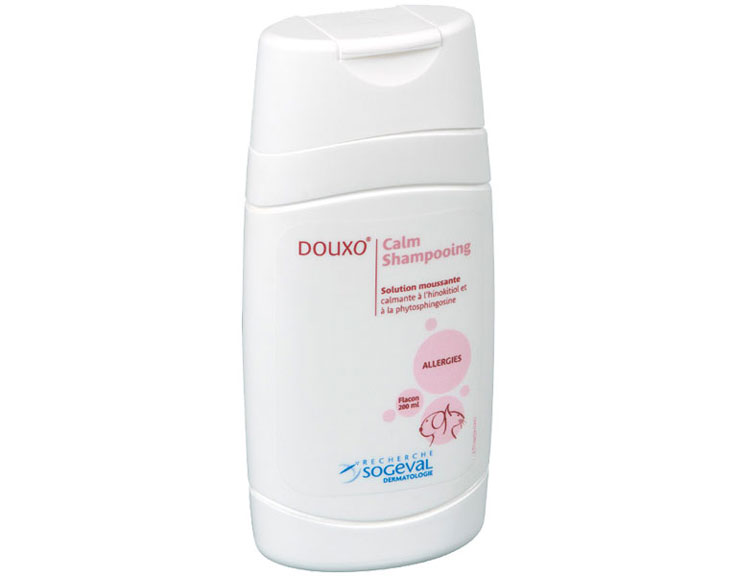 DOUXO®
Calm
Shampooing
Solution moussante
calmante à l'hinokitiol et
à la phytosphingosine
ALLERGIES
Flacon
200 ml
RECHERCHE
SOGEVAL
DERMATOLOGIE